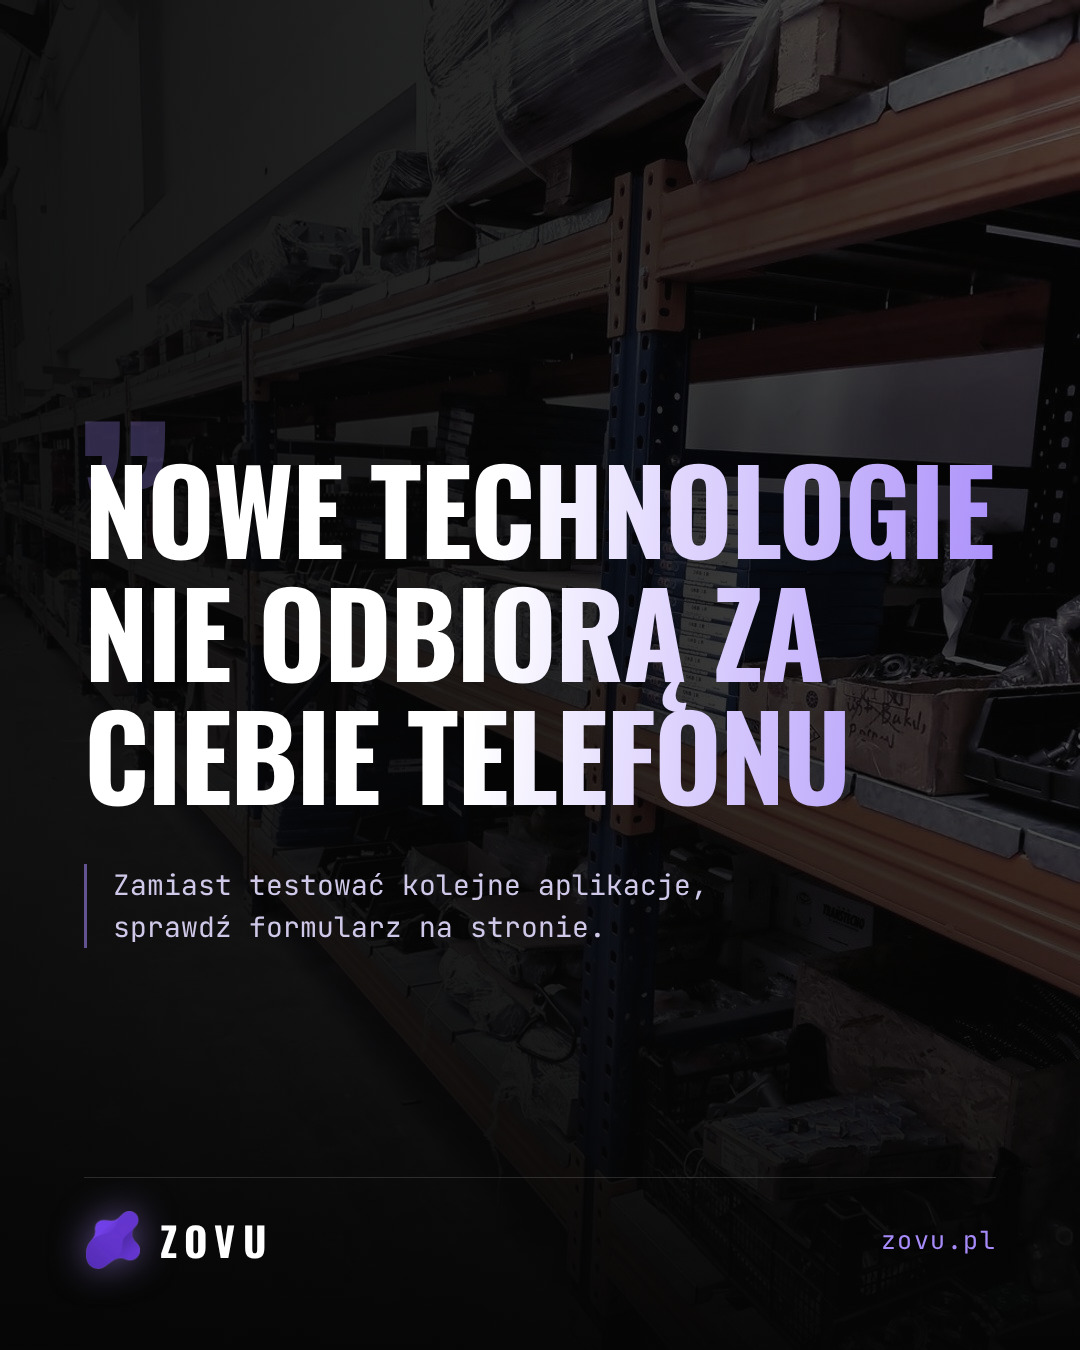 ”
NOWE TECHNOLOGIE
NIE ODBIORĄ ZA
CIEBIE TELEFONU
Zamiast testować kolejne aplikacje,
sprawdź formularz na stronie.
ZOVU
zovu.pl